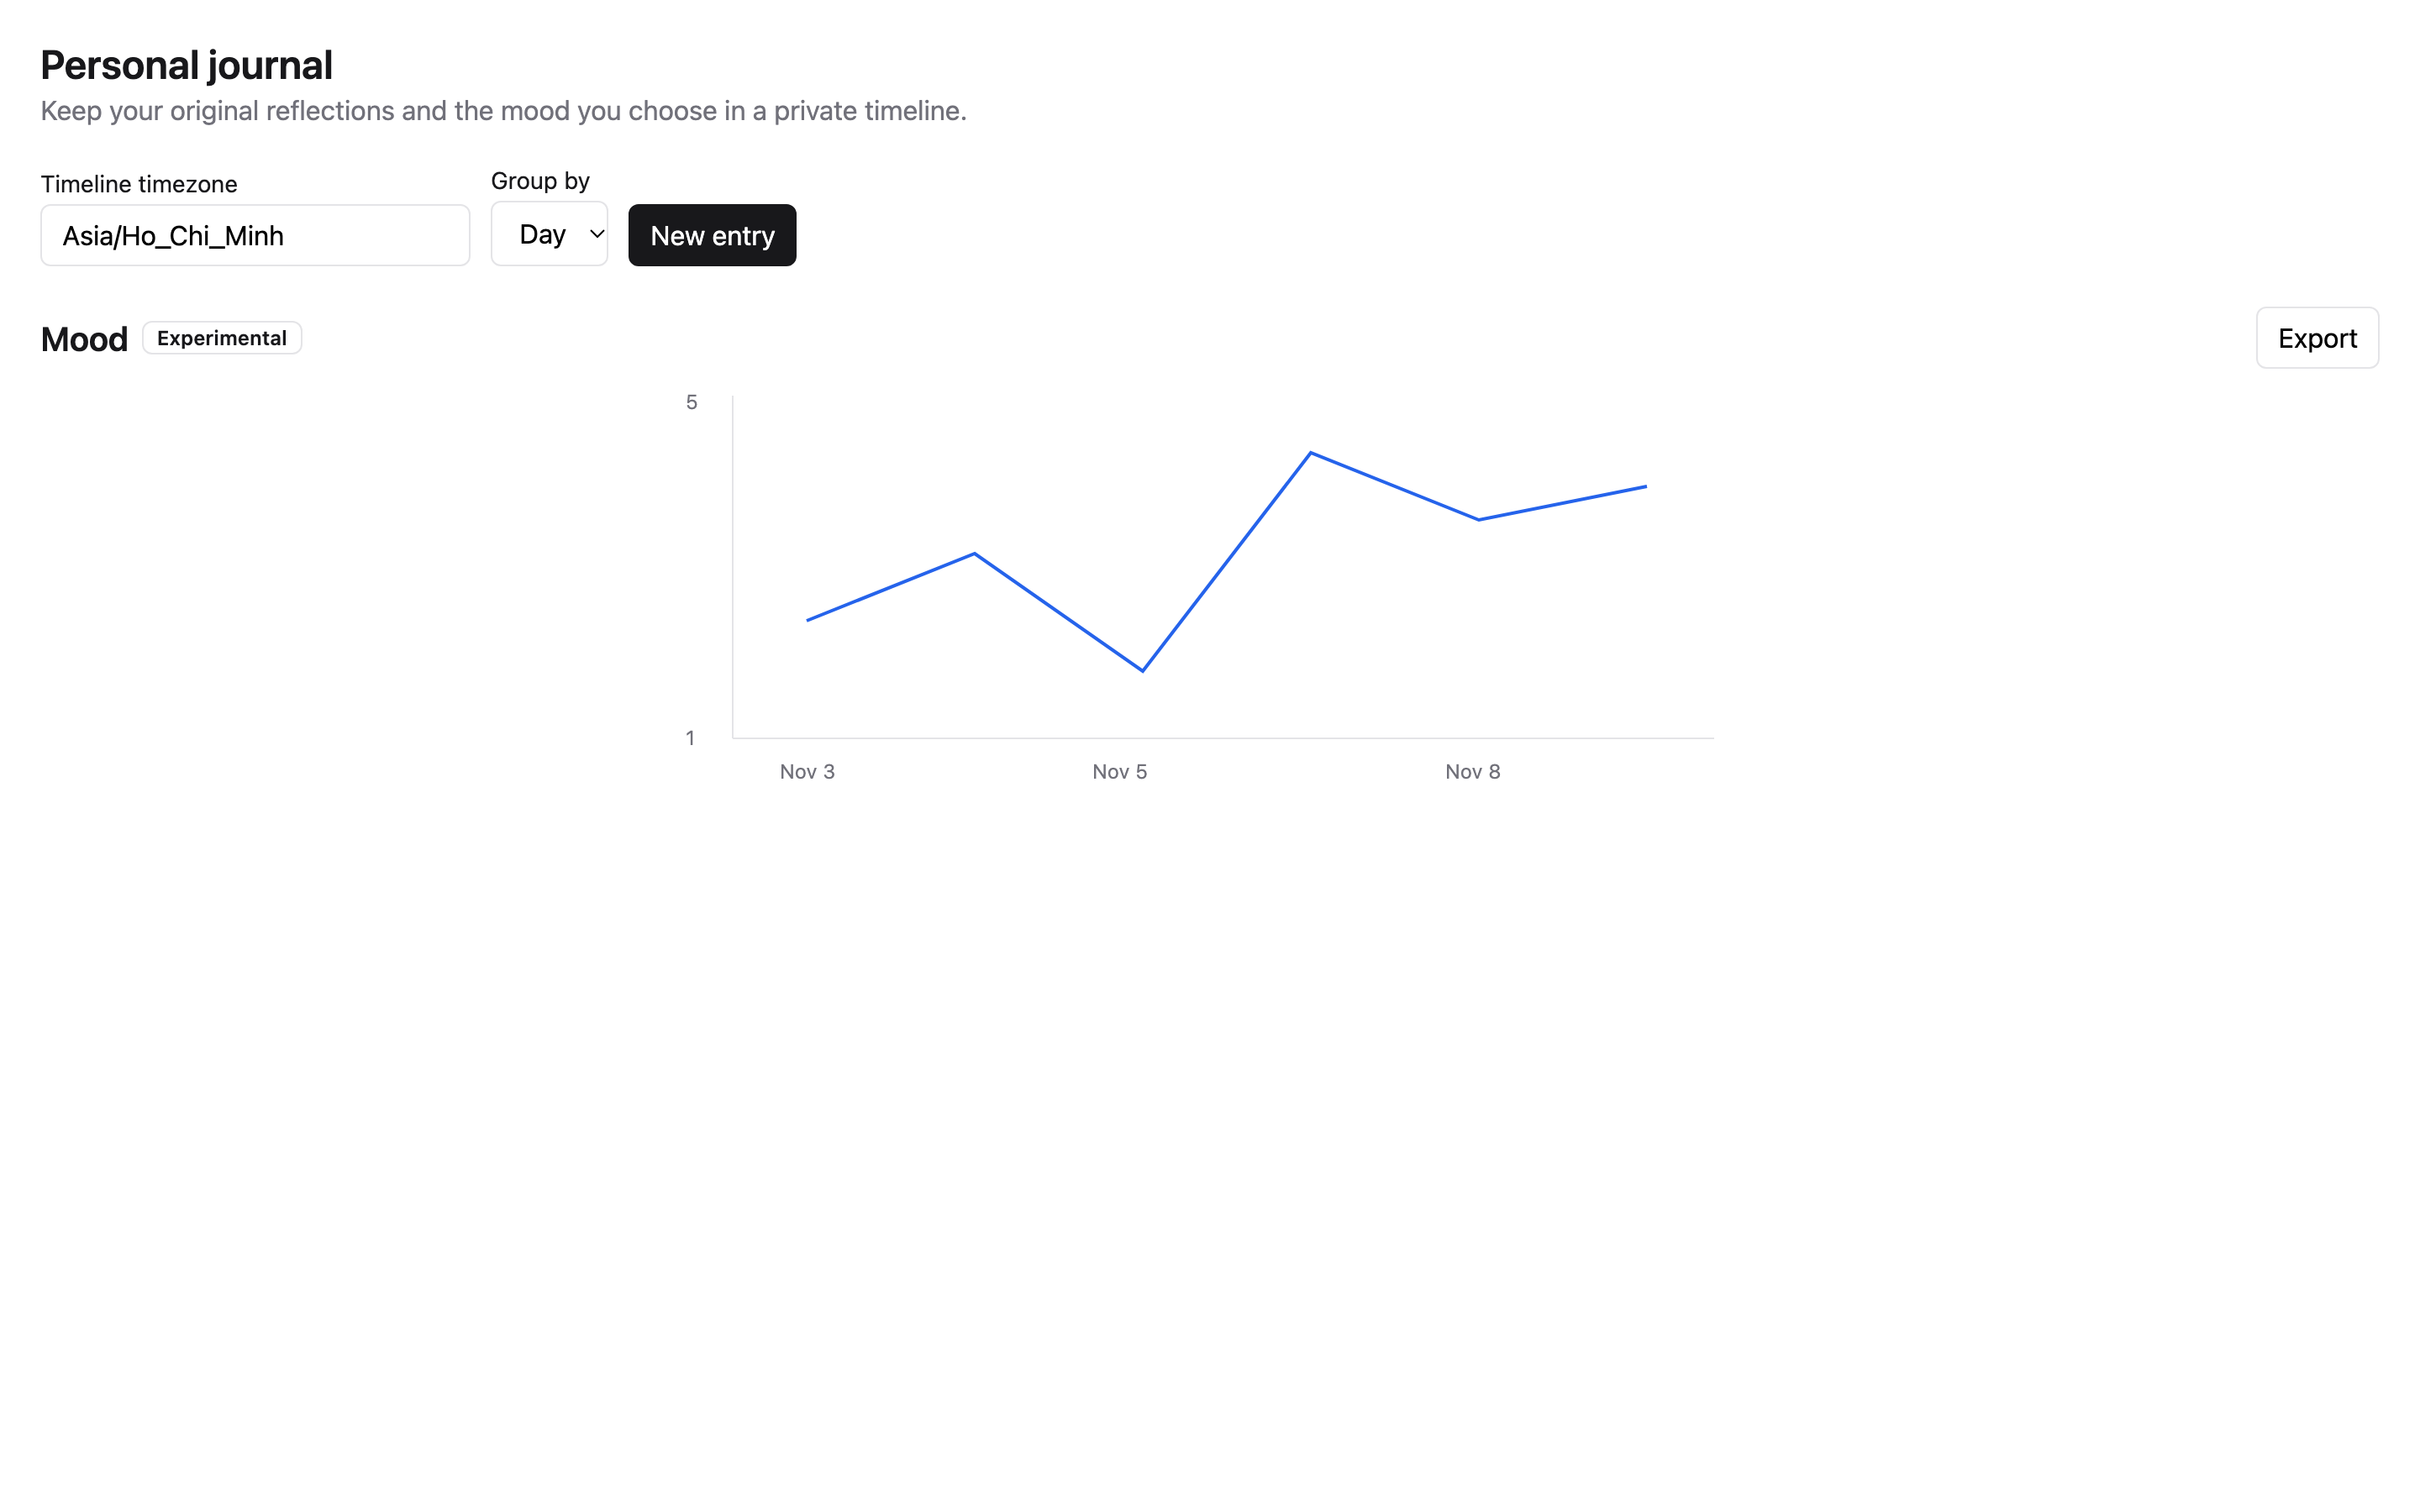 Personal journal
Keep your original reflections and the mood you choose in a private timeline.
Timeline timezone
Group by
Asia/Ho_Chi_Minh
Day
New entry
Mood
Experimental
Export
5
1
Nov 3
Nov 5
Nov 8